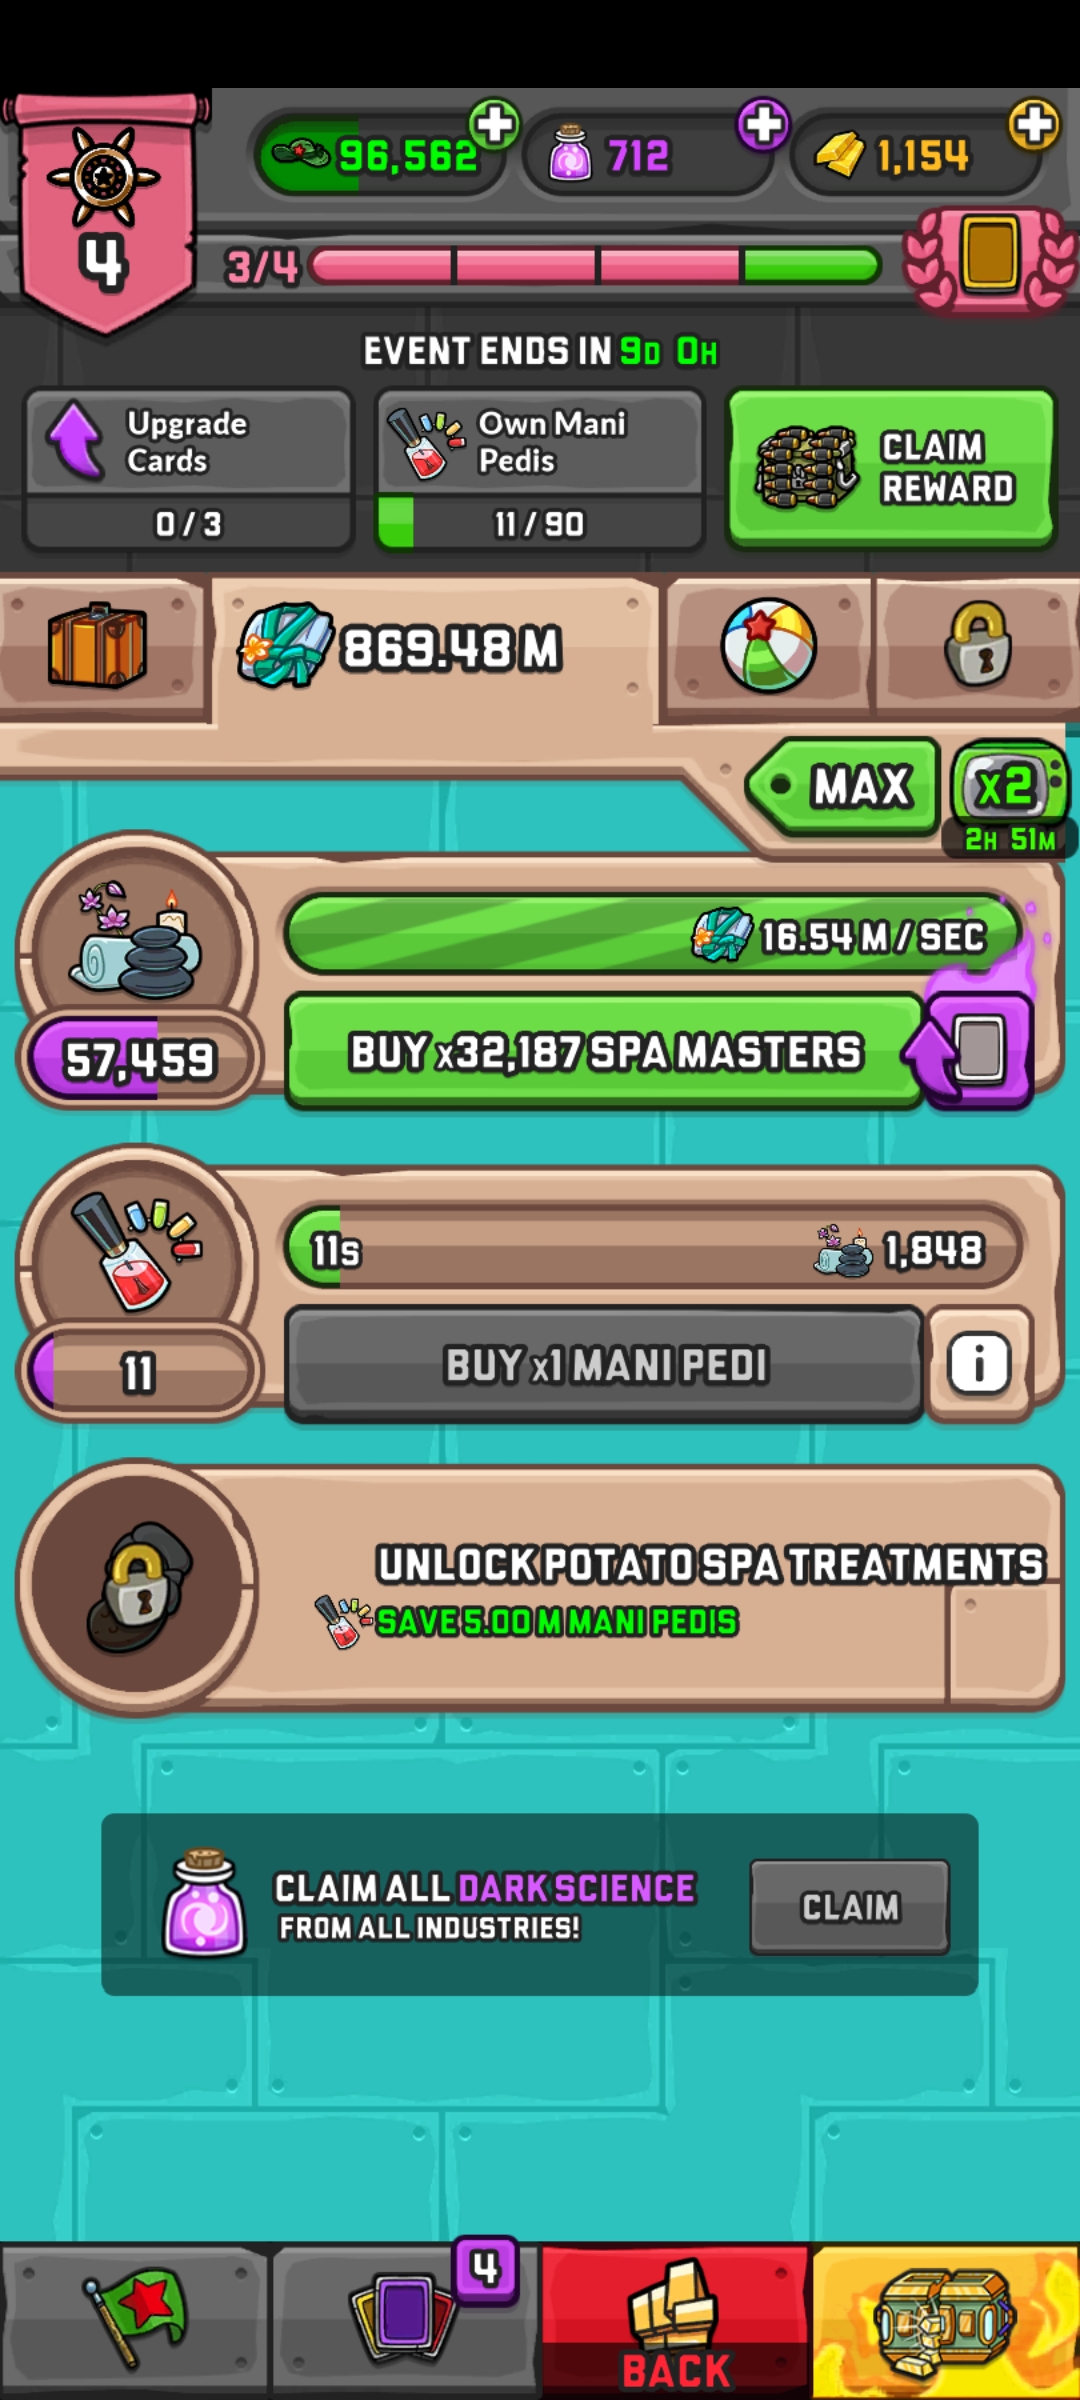 96,562
712
1,154
4
3/4
EVENT ENDS IN 9D 0H
Upgrade
Cards
0 / 3
Own Mani
Pedis
11 / 90
CLAIM
REWARD
869.48 M
MAX
x2
2H 51M
16.54 M / SEC
57,459
BUY x32,187 SPA MASTERS
11s
1,848
11
BUY x1 MANI PEDI
i
UNLOCK POTATO SPA TREATMENTS
SAVE 5.00 M MANI PEDIS
CLAIM ALL DARK SCIENCE
FROM ALL INDUSTRIES!
CLAIM
4
BACK